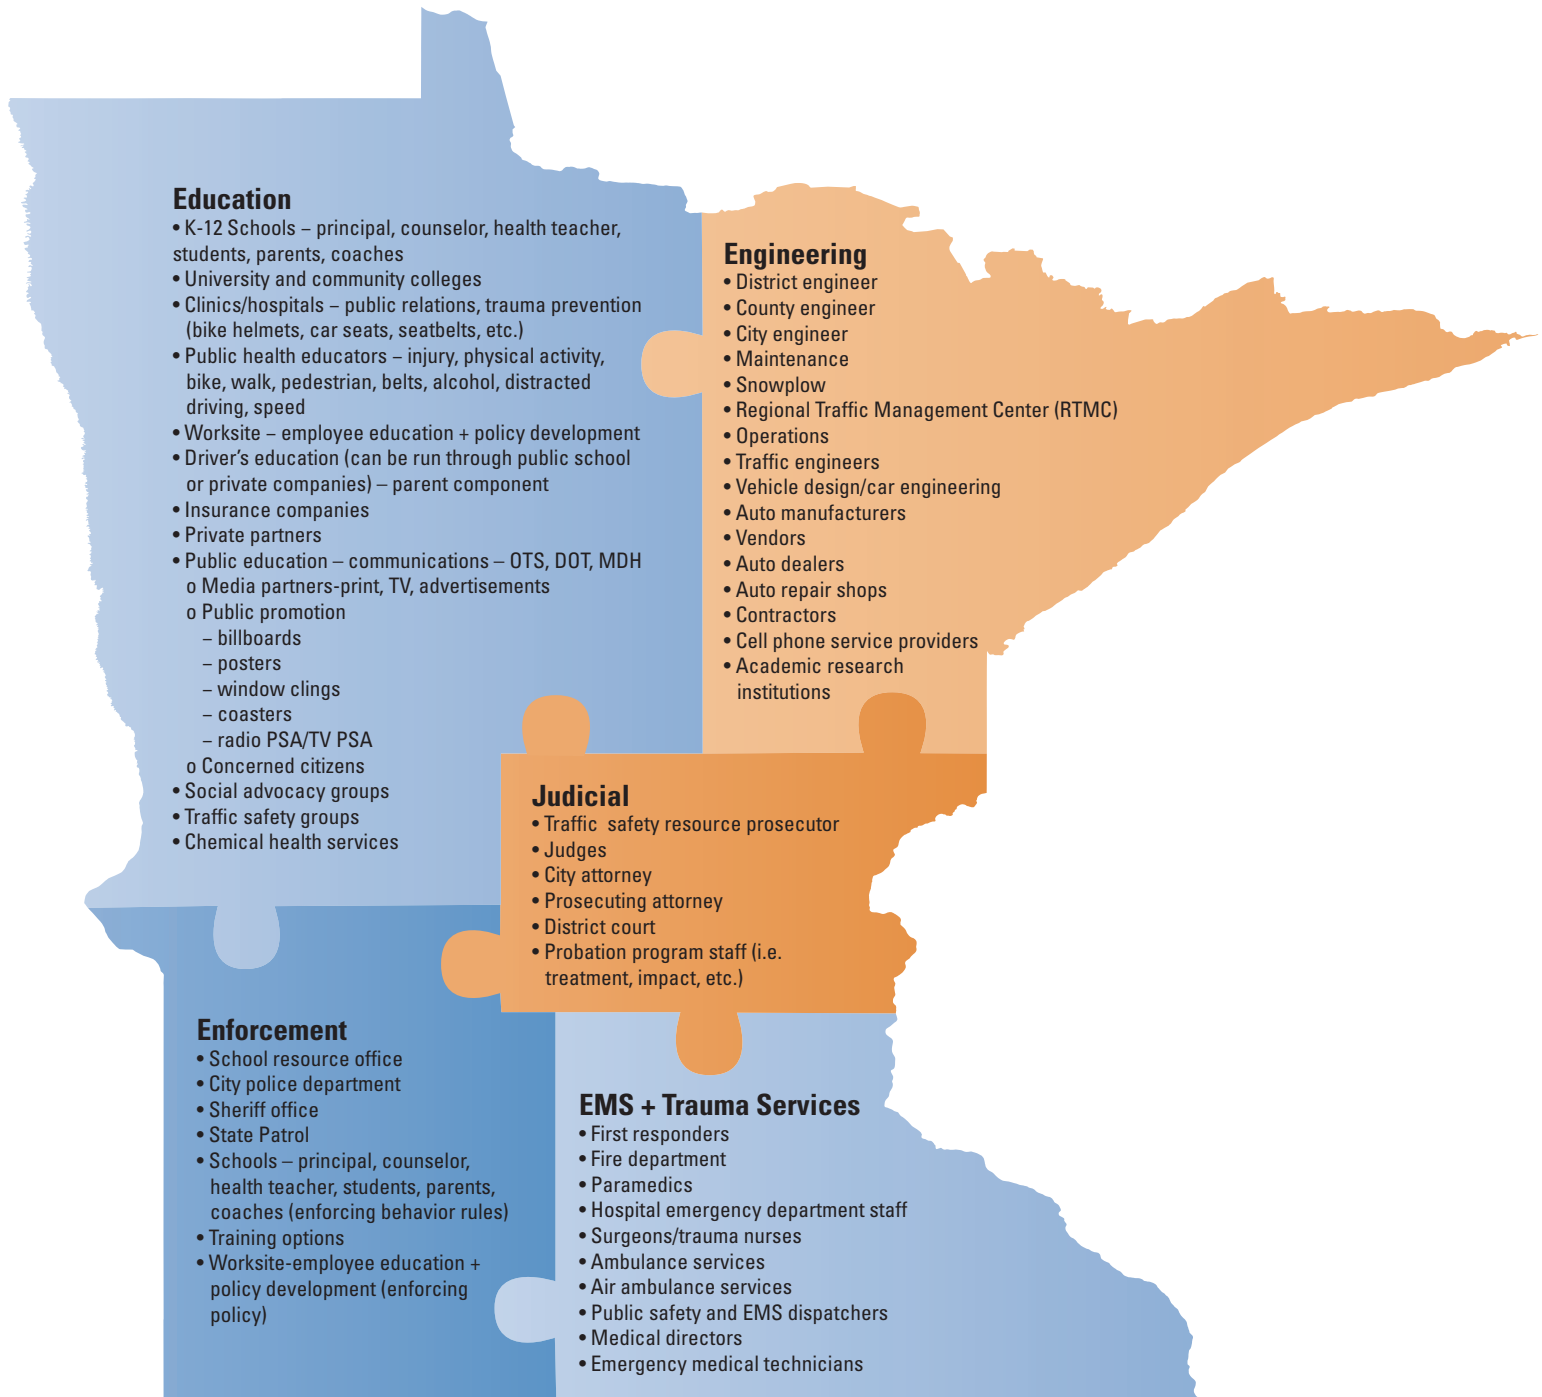 Education
• K-12 Schools – principal, counselor, health teacher,
students, parents, coaches
• University and community colleges
• Clinics/hospitals – public relations, trauma prevention
(bike helmets, car seats, seatbelts, etc.)
• Public health educators – injury, physical activity,
bike, walk, pedestrian, belts, alcohol, distracted
driving, speed
• Worksite – employee education + policy development
• Driver’s education (can be run through public school
or private companies) – parent component
• Insurance companies
• Private partners
• Public education – communications – OTS, DOT, MDH
o Media partners-print, TV, advertisements
o Public promotion
– billboards
– posters
– window clings
– coasters
– radio PSA/TV PSA
o Concerned citizens
• Social advocacy groups
• Traffic safety groups
• Chemical health services
Engineering
• District engineer
• County engineer
• City engineer
• Maintenance
• Snowplow
• Regional Traffic Management Center (RTMC)
• Operations
• Traffic engineers
• Vehicle design/car engineering
• Auto manufacturers
• Vendors
• Auto dealers
• Auto repair shops
• Contractors
• Cell phone service providers
• Academic research
institutions
Judicial
• Traffic  safety resource prosecutor
• Judges
• City attorney
• Prosecuting attorney
• District court
• Probation program staff (i.e.
treatment, impact, etc.)
Enforcement
• School resource office
• City police department
• Sheriff office
• State Patrol
• Schools – principal, counselor,
health teacher, students, parents,
coaches (enforcing behavior rules)
• Training options
• Worksite-employee education +
policy development (enforcing
policy)
EMS + Trauma Services
• First responders
• Fire department
• Paramedics
• Hospital emergency department staff
• Surgeons/trauma nurses
• Ambulance services
• Air ambulance services
• Public safety and EMS dispatchers
• Medical directors
• Emergency medical technicians